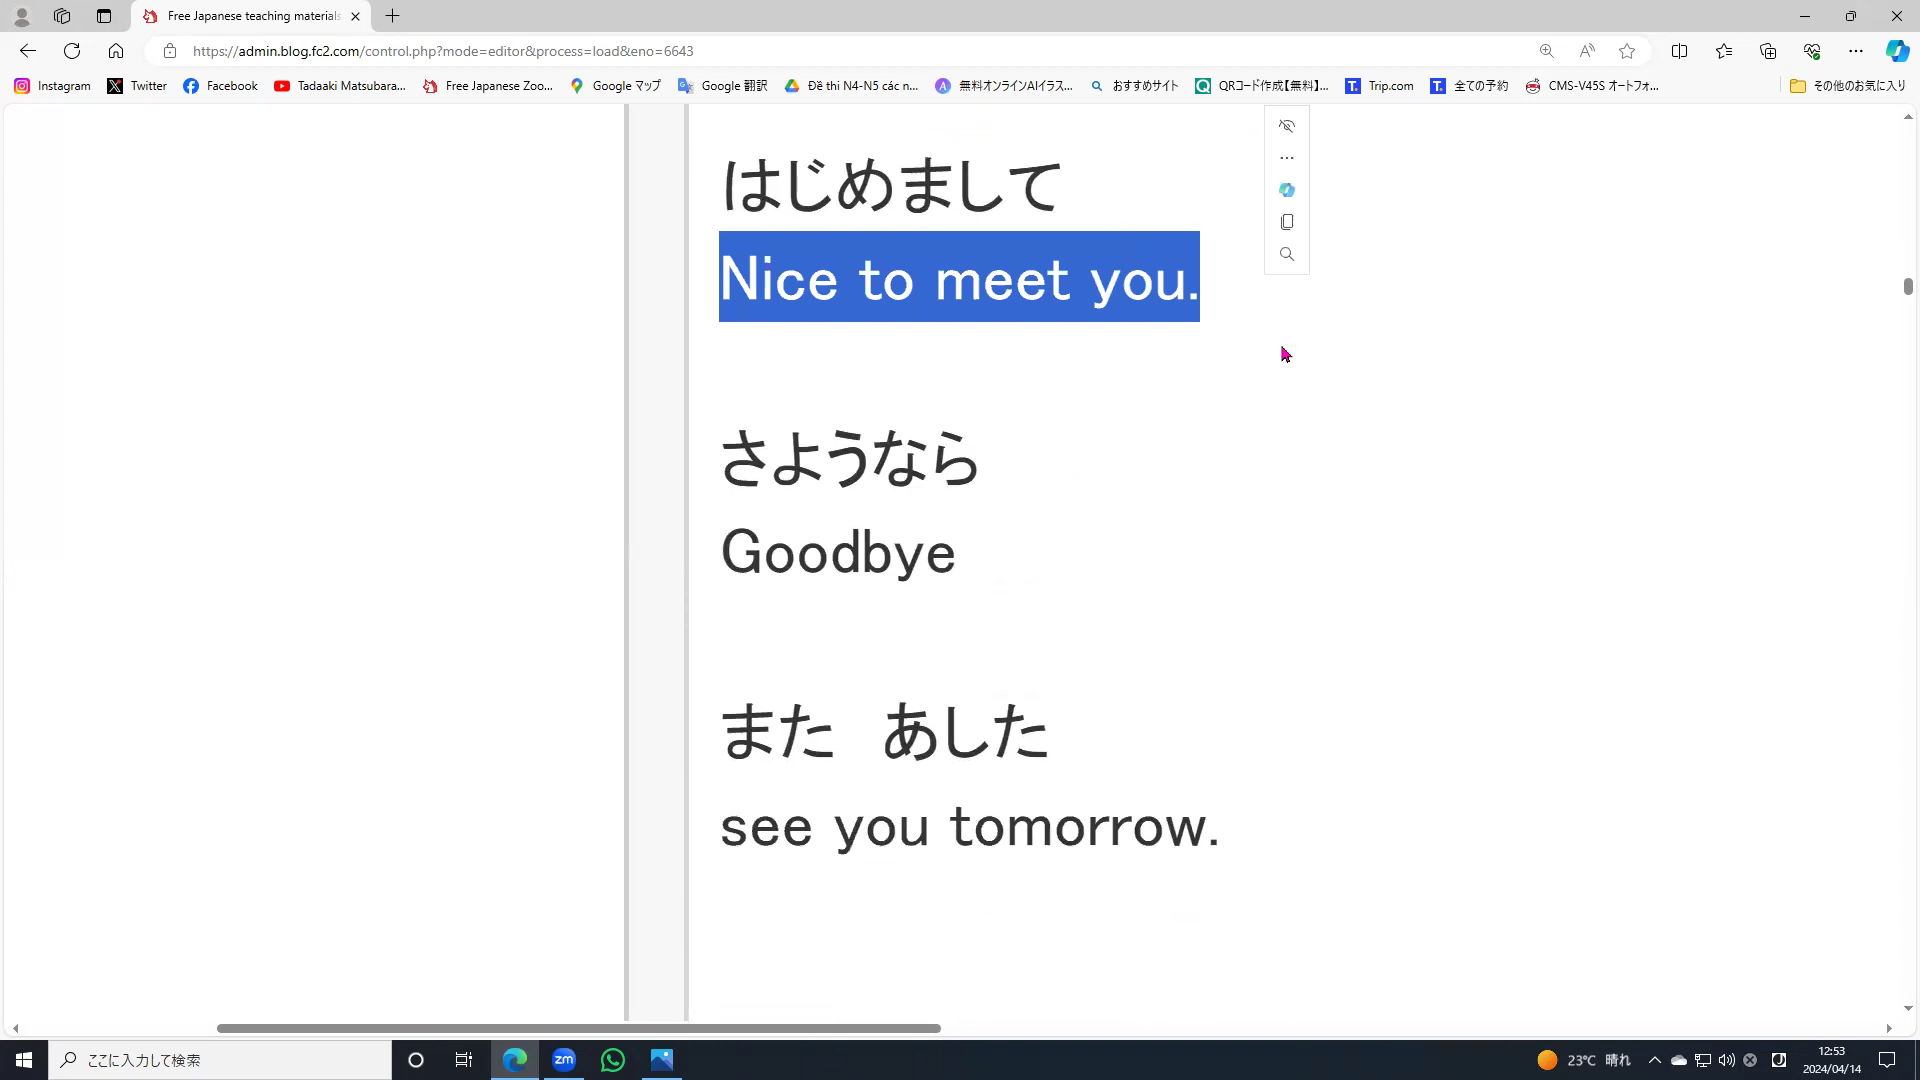 Free Japanese teaching materials
https://admin.blog.fc2.com/control.php?mode=editor&process=load&eno=6643
Instagram
Twitter
Facebook
Tadaaki Matsubara...
Free Japanese Zoo...
Google マップ
Google 翻訳
Đề thi N4-N5 các n...
無料オンラインAIイラス...
おすすめサイト
QRコード作成【無料】...
Trip.com
全ての予約
CMS-V45S オートフォ...
その他のお気に入り
はじめまして
Nice to meet you.
さようなら
Goodbye
また　あした
see you tomorrow.
ここに入力して検索
zm
23℃ 晴れ
12:53
2024/04/14